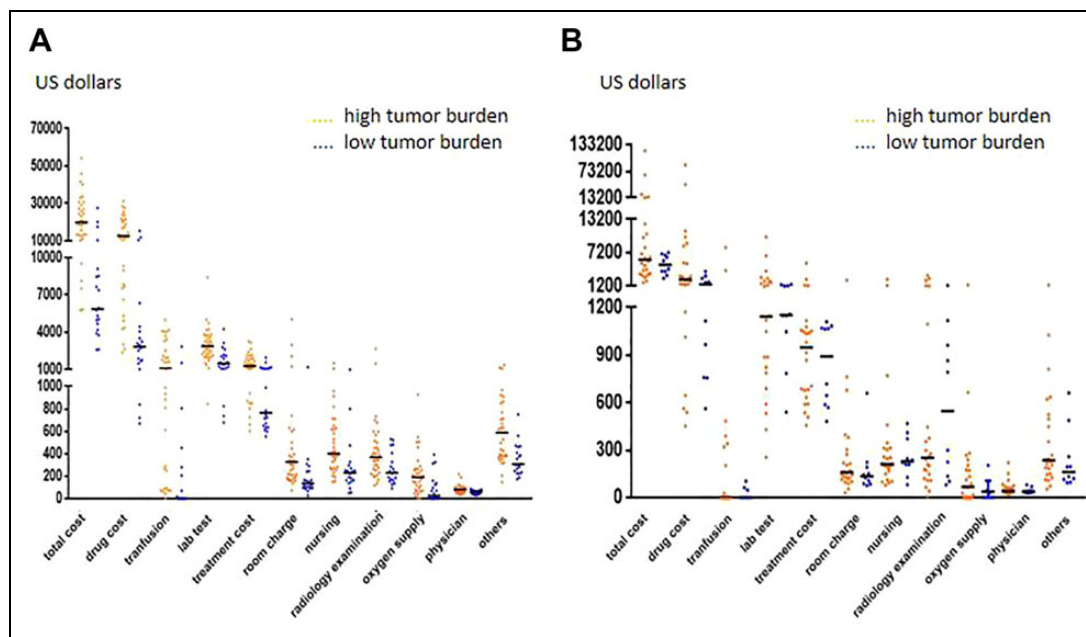 A
US dollars
high tumor burden
low tumor burden
70000
50000
30000
10000
10000
7000
4000
1000
1000
800
600
400
200
0
total cost
drug cost
tranfusion
lab test
treatment cost
room charge
nursing
radiology examination
oxygen supply
physician
others
B
US dollars
high tumor burden
low tumor burden
133200
73200
13200
13200
7200
1200
1200
900
600
300
0
total cost
drug cost
tranfusion
lab test
treatment cost
room charge
nursing
radiology examination
oxygen supply
physician
others